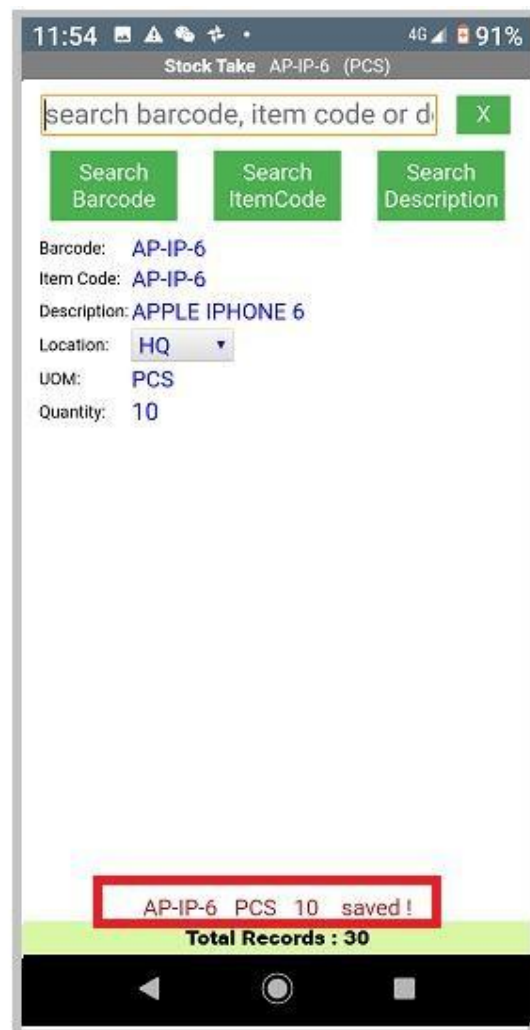 11:54 4G 91%
Stock Take AP-IP-6 (PCS)
search barcode, item code or d
X
Search Barcode
Search ItemCode
Search Description
Barcode: AP-IP-6
Item Code: AP-IP-6
Description: APPLE IPHONE 6
Location: HQ
UOM: PCS
Quantity: 10
AP-IP-6 PCS 10 saved !
Total Records : 30